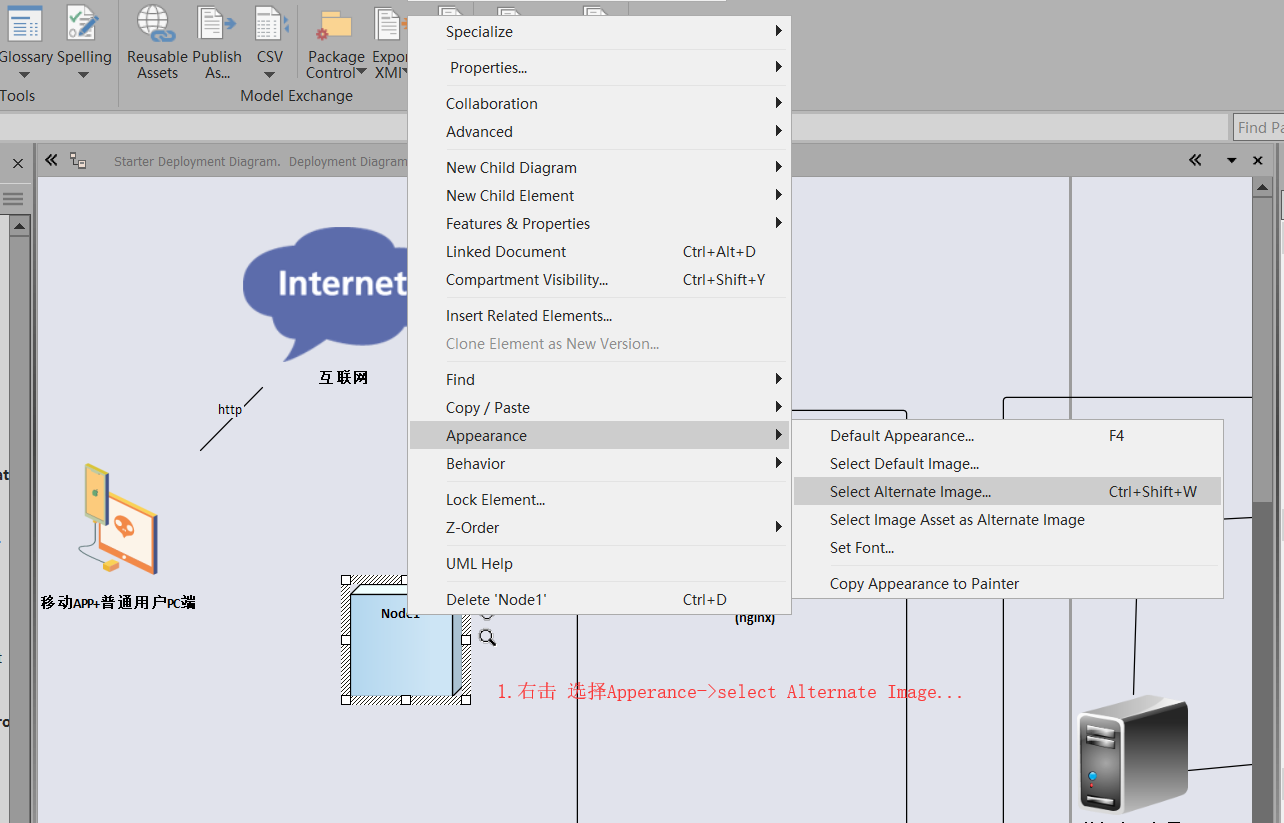 Glossary Spelling
Tools
Reusable Assets
Publish As...
CSV
Package Control
XMI
Model Exchange
Starter Deployment Diagram. Deployment Diagram
Internet
互联网
http
移动APP+普通用户PC端
Node1
Specialize
Properties...
Collaboration
Advanced
New Child Diagram
New Child Element
Features & Properties
Linked Document Ctrl+Alt+D
Compartment Visibility... Ctrl+Shift+Y
Insert Related Elements...
Clone Element as New Version...
Find
Copy / Paste
Appearance
Behavior
Lock Element...
Z-Order
UML Help
Delete 'Node1' Ctrl+D
Default Appearance... F4
Select Default Image...
Select Alternate Image... Ctrl+Shift+W
Select Image Asset as Alternate Image
Set Font...
Copy Appearance to Painter
(nginx)
1.右击 选择Apperance->select Alternate Image...
Find